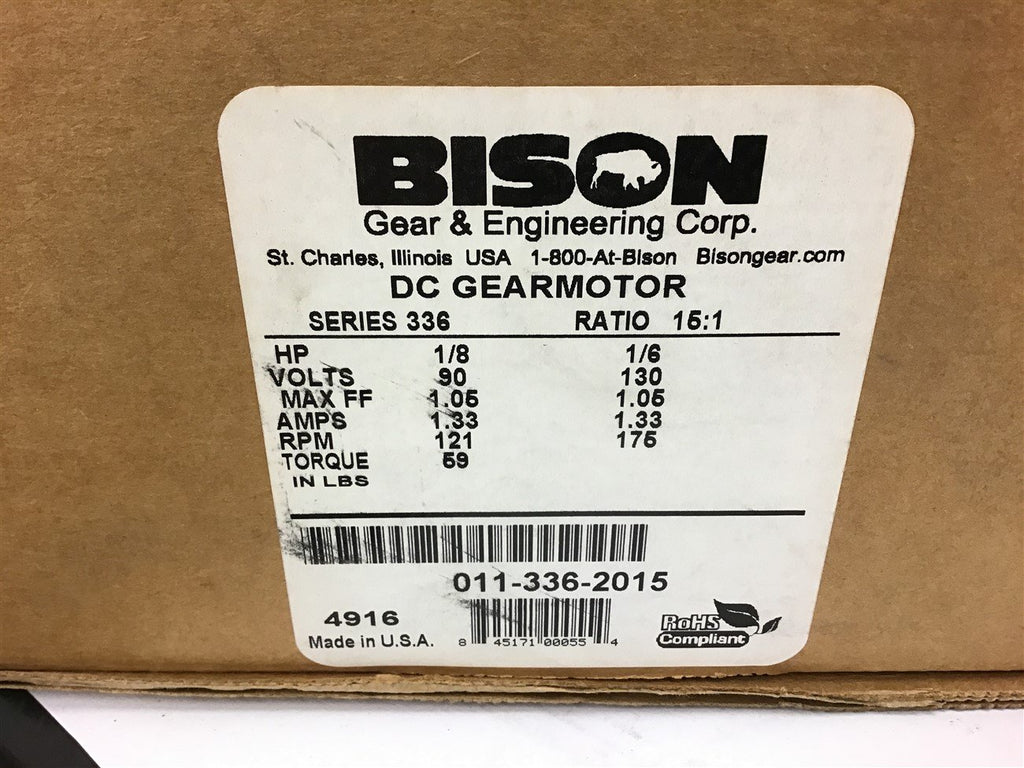 BISON
Gear & Engineering Corp.
St. Charles, Illinois USA 1-800-At-Bison Bisongear.com
DC GEARMOTOR
SERIES 336 RATIO 15:1
HP 1/8 1/6
VOLTS 90 130
MAX FF 1.05 1.05
AMPS 1.33 1.33
RPM 121 175
TORQUE 59
IN LBS
011-336-2015
4916
Made in U.S.A.
8 45171 00055 4
RoHS
Compliant